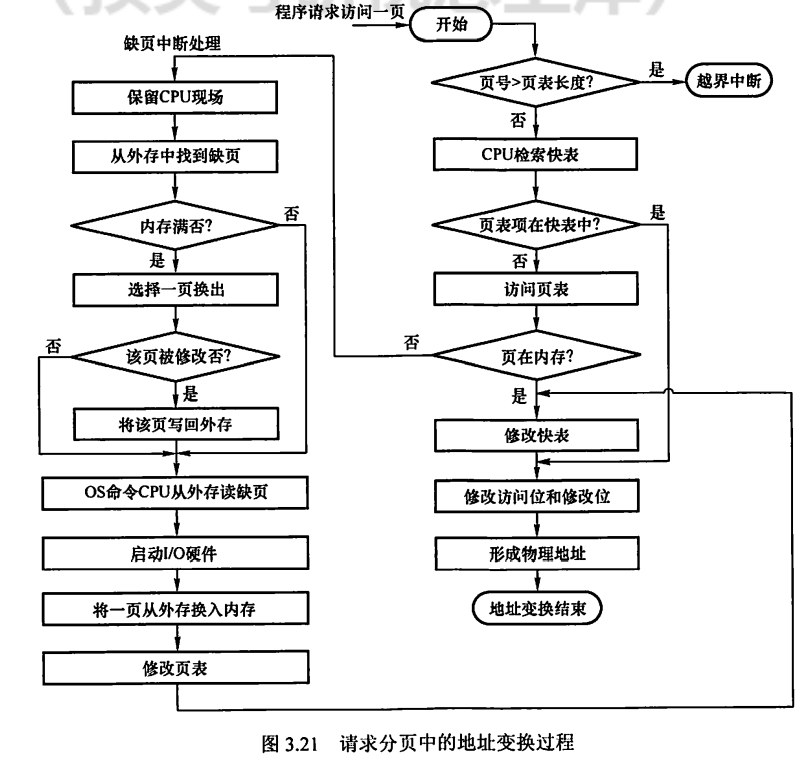 程序请求访问一页
开始
缺页中断处理
页号>页表长度?
是
越界中断
保留CPU现场
否
从外存中找到缺页
CPU检索快表
内存满否?
否
页表项在快表中?
是
是
否
选择一页换出
访问页表
否
该页被修改否?
否
页在内存?
是
是
将该页写回外存
修改快表
OS命令CPU从外存读缺页
修改访问位和修改位
启动I/O硬件
形成物理地址
将一页从外存换入内存
地址变换结束
修改页表
图 3.21 请求分页中的地址变换过程